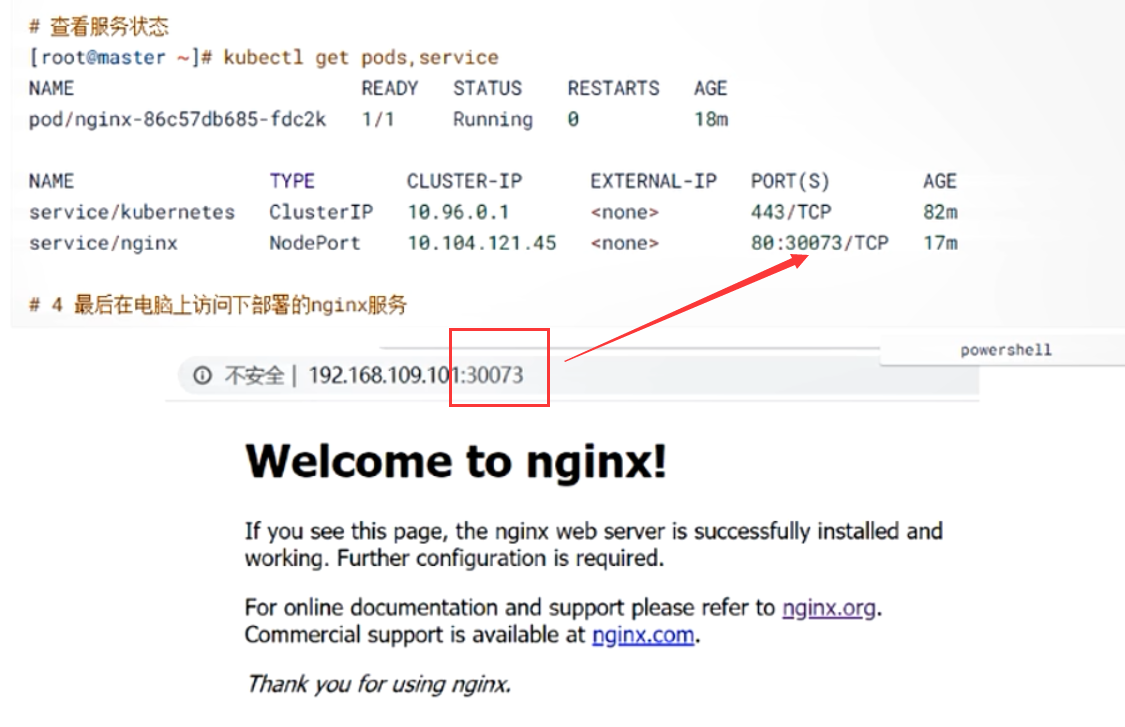 # 查看服务状态
[root@master ~]# kubectl get pods,service
NAME READY STATUS RESTARTS AGE
pod/nginx-86c57db685-fdc2k 1/1 Running 0 18m
NAME TYPE CLUSTER-IP EXTERNAL-IP PORT(S) AGE
service/kubernetes ClusterIP 10.96.0.1 <none> 443/TCP 82m
service/nginx NodePort 10.104.121.45 <none> 80:30073/TCP 17m
# 4 最后在电脑上访问下部署的nginx服务
powershell
不安全 | 192.168.109.101:30073
Welcome to nginx!
If you see this page, the nginx web server is successfully installed and
working. Further configuration is required.
For online documentation and support please refer to nginx.org.
Commercial support is available at nginx.com.
Thank you for using nginx.